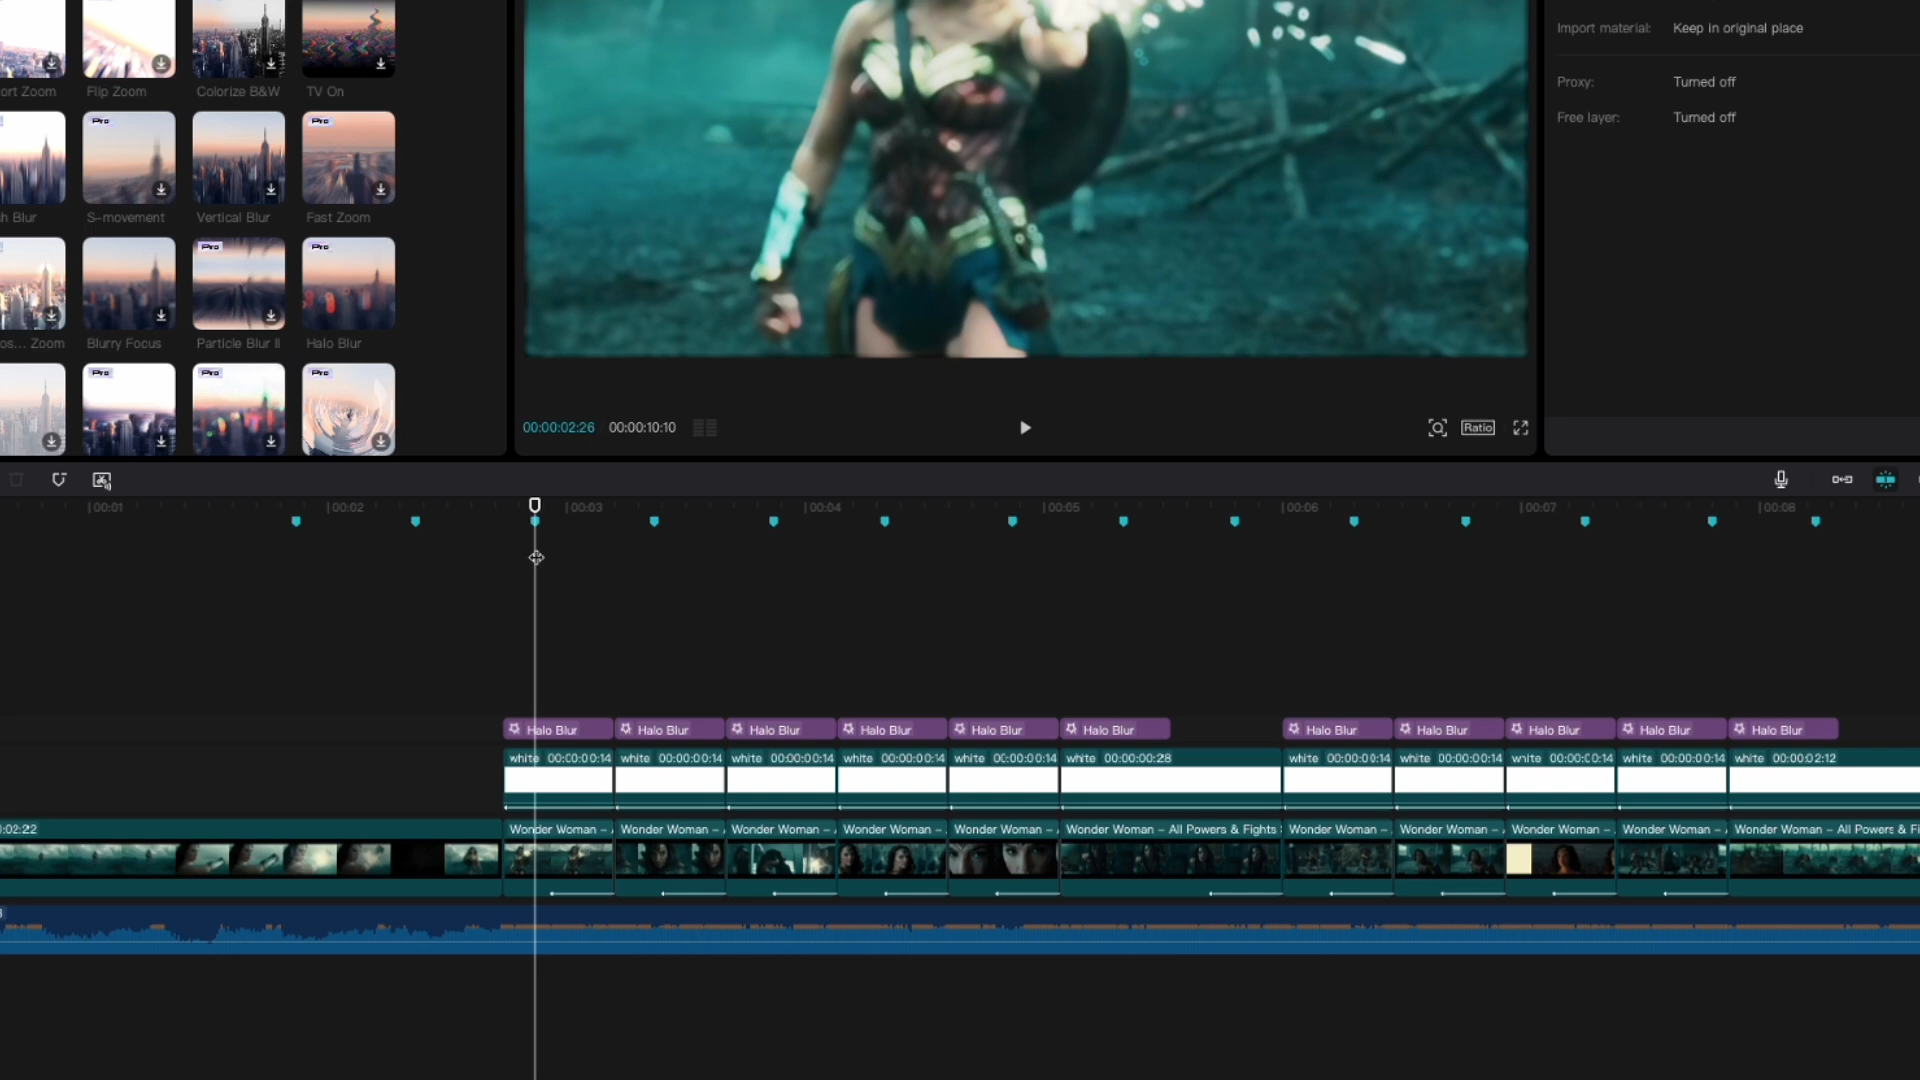 Import material: Keep in original place
ort Zoom Flip Zoom Colorize B&W TV On
Proxy: Turned off
Free layer: Turned off
Pro Pro
h Blur S-movement Vertical Blur Fast Zoom
Pro Pro
os... Zoom Blurry Focus Particle Blur II Halo Blur
Pro Pro Pro
00:00:02:26 00:00:10:10 Ratio
00:01 00:02 00:03 00:04 00:05 00:06 00:07 00:08
Halo Blur Halo Blur Halo Blur Halo Blur Halo Blur Halo Blur Halo Blur Halo Blur Halo Blur Halo Blur Halo Blur
white 00:00:00:14 white 00:00:00:14 white 00:00:00:14 white 00:00:00:14 white 00:00:00:14 white 00:00:00:28 white 00:00:00:14 white 00:00:00:14 white 00:00:00:14 white 00:00:00:14 white 00:00:02:12
:02:22 Wonder Woman – Wonder Woman – Wonder Woman – Wonder Woman – Wonder Woman – Wonder Woman – All Powers & Fights Wonder Woman – Wonder Woman – Wonder Woman – Wonder Woman – Wonder Woman – All Powers & Fi